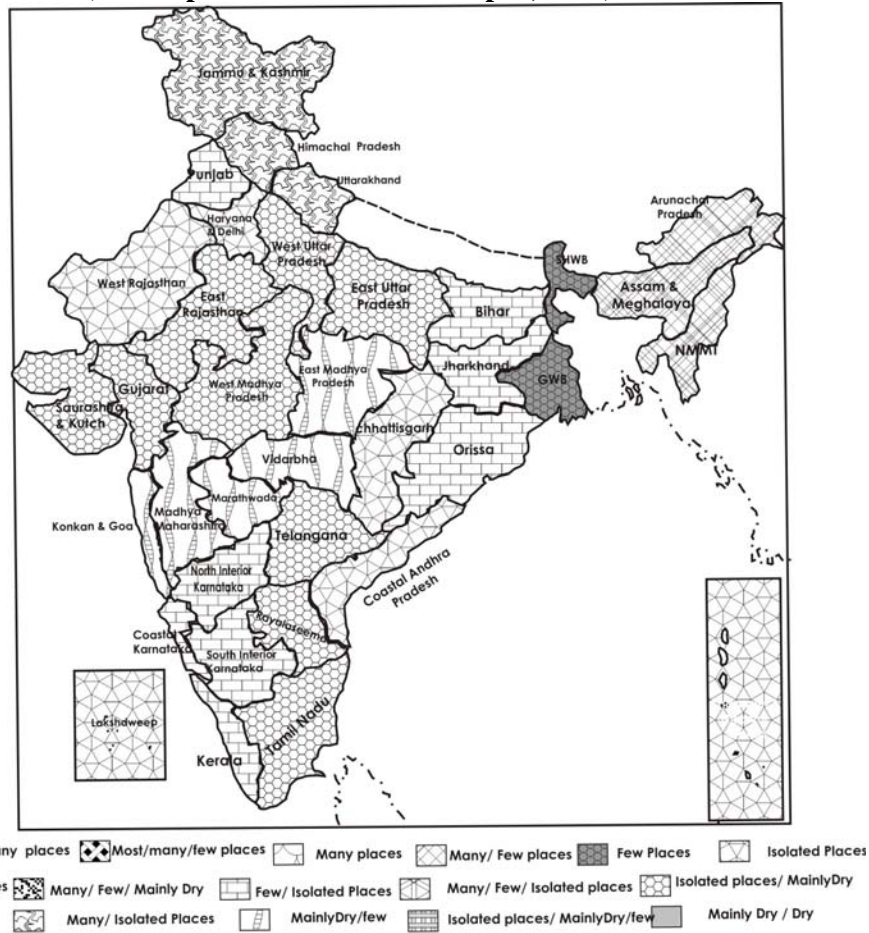 Jammu & Kashmir
Himachal Pradesh
Punjab
Uttarakhand
Haryana
& Delhi
Arunachal
Pradesh
West Uttar
Pradesh
SHWB
West Rajasthan
East
Rajasthan
East Uttar
Pradesh
Assam &
Meghalaya
Bihar
NMMT
Jharkhand
East Madhya
Pradesh
GWB
Gujarat
West Madhya
Pradesh
Saurashtra
& Kutch
chhattisgarh
Orissa
Vidarbha
Marathwada
Konkan & Goa
Madhya
Maharashtra
Telangana
North Interior
Karnataka
Coastal Andhra
Pradesh
Rayalaseema
Coastal
Karnataka
South Interior
Karnataka
Lakshdweep
Tamil Nadu
Kerala
places Most/many/few places Many places Many/ Few places Few Places Isolated Places
Many/ Few/ Mainly Dry Few/ Isolated Places Many/ Few/ Isolated places Isolated places/ MainlyDry
Many/ Isolated Places MainlyDry/few Isolated places/ MainlyDry/few Mainly Dry / Dry